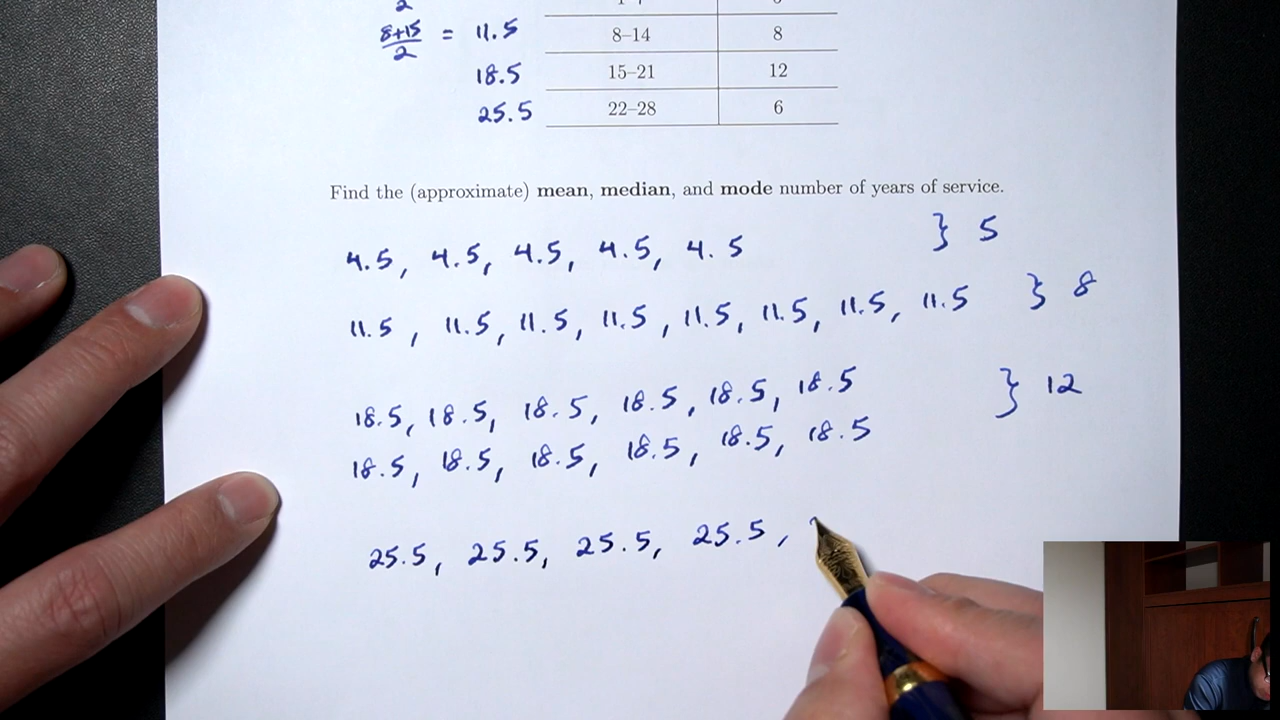 2
8+15 = 11.5 8–14 8
2
18.5 15–21 12
25.5 22–28 6
Find the (approximate) mean, median, and mode number of years of service.
4.5, 4.5, 4.5, 4.5, 4.5 } 5
11.5, 11.5, 11.5, 11.5, 11.5, 11.5, 11.5, 11.5 } 8
18.5, 18.5, 18.5, 18.5, 18.5, 18.5 } 12
18.5, 18.5, 18.5, 18.5, 18.5, 18.5
25.5, 25.5, 25.5, 25.5,